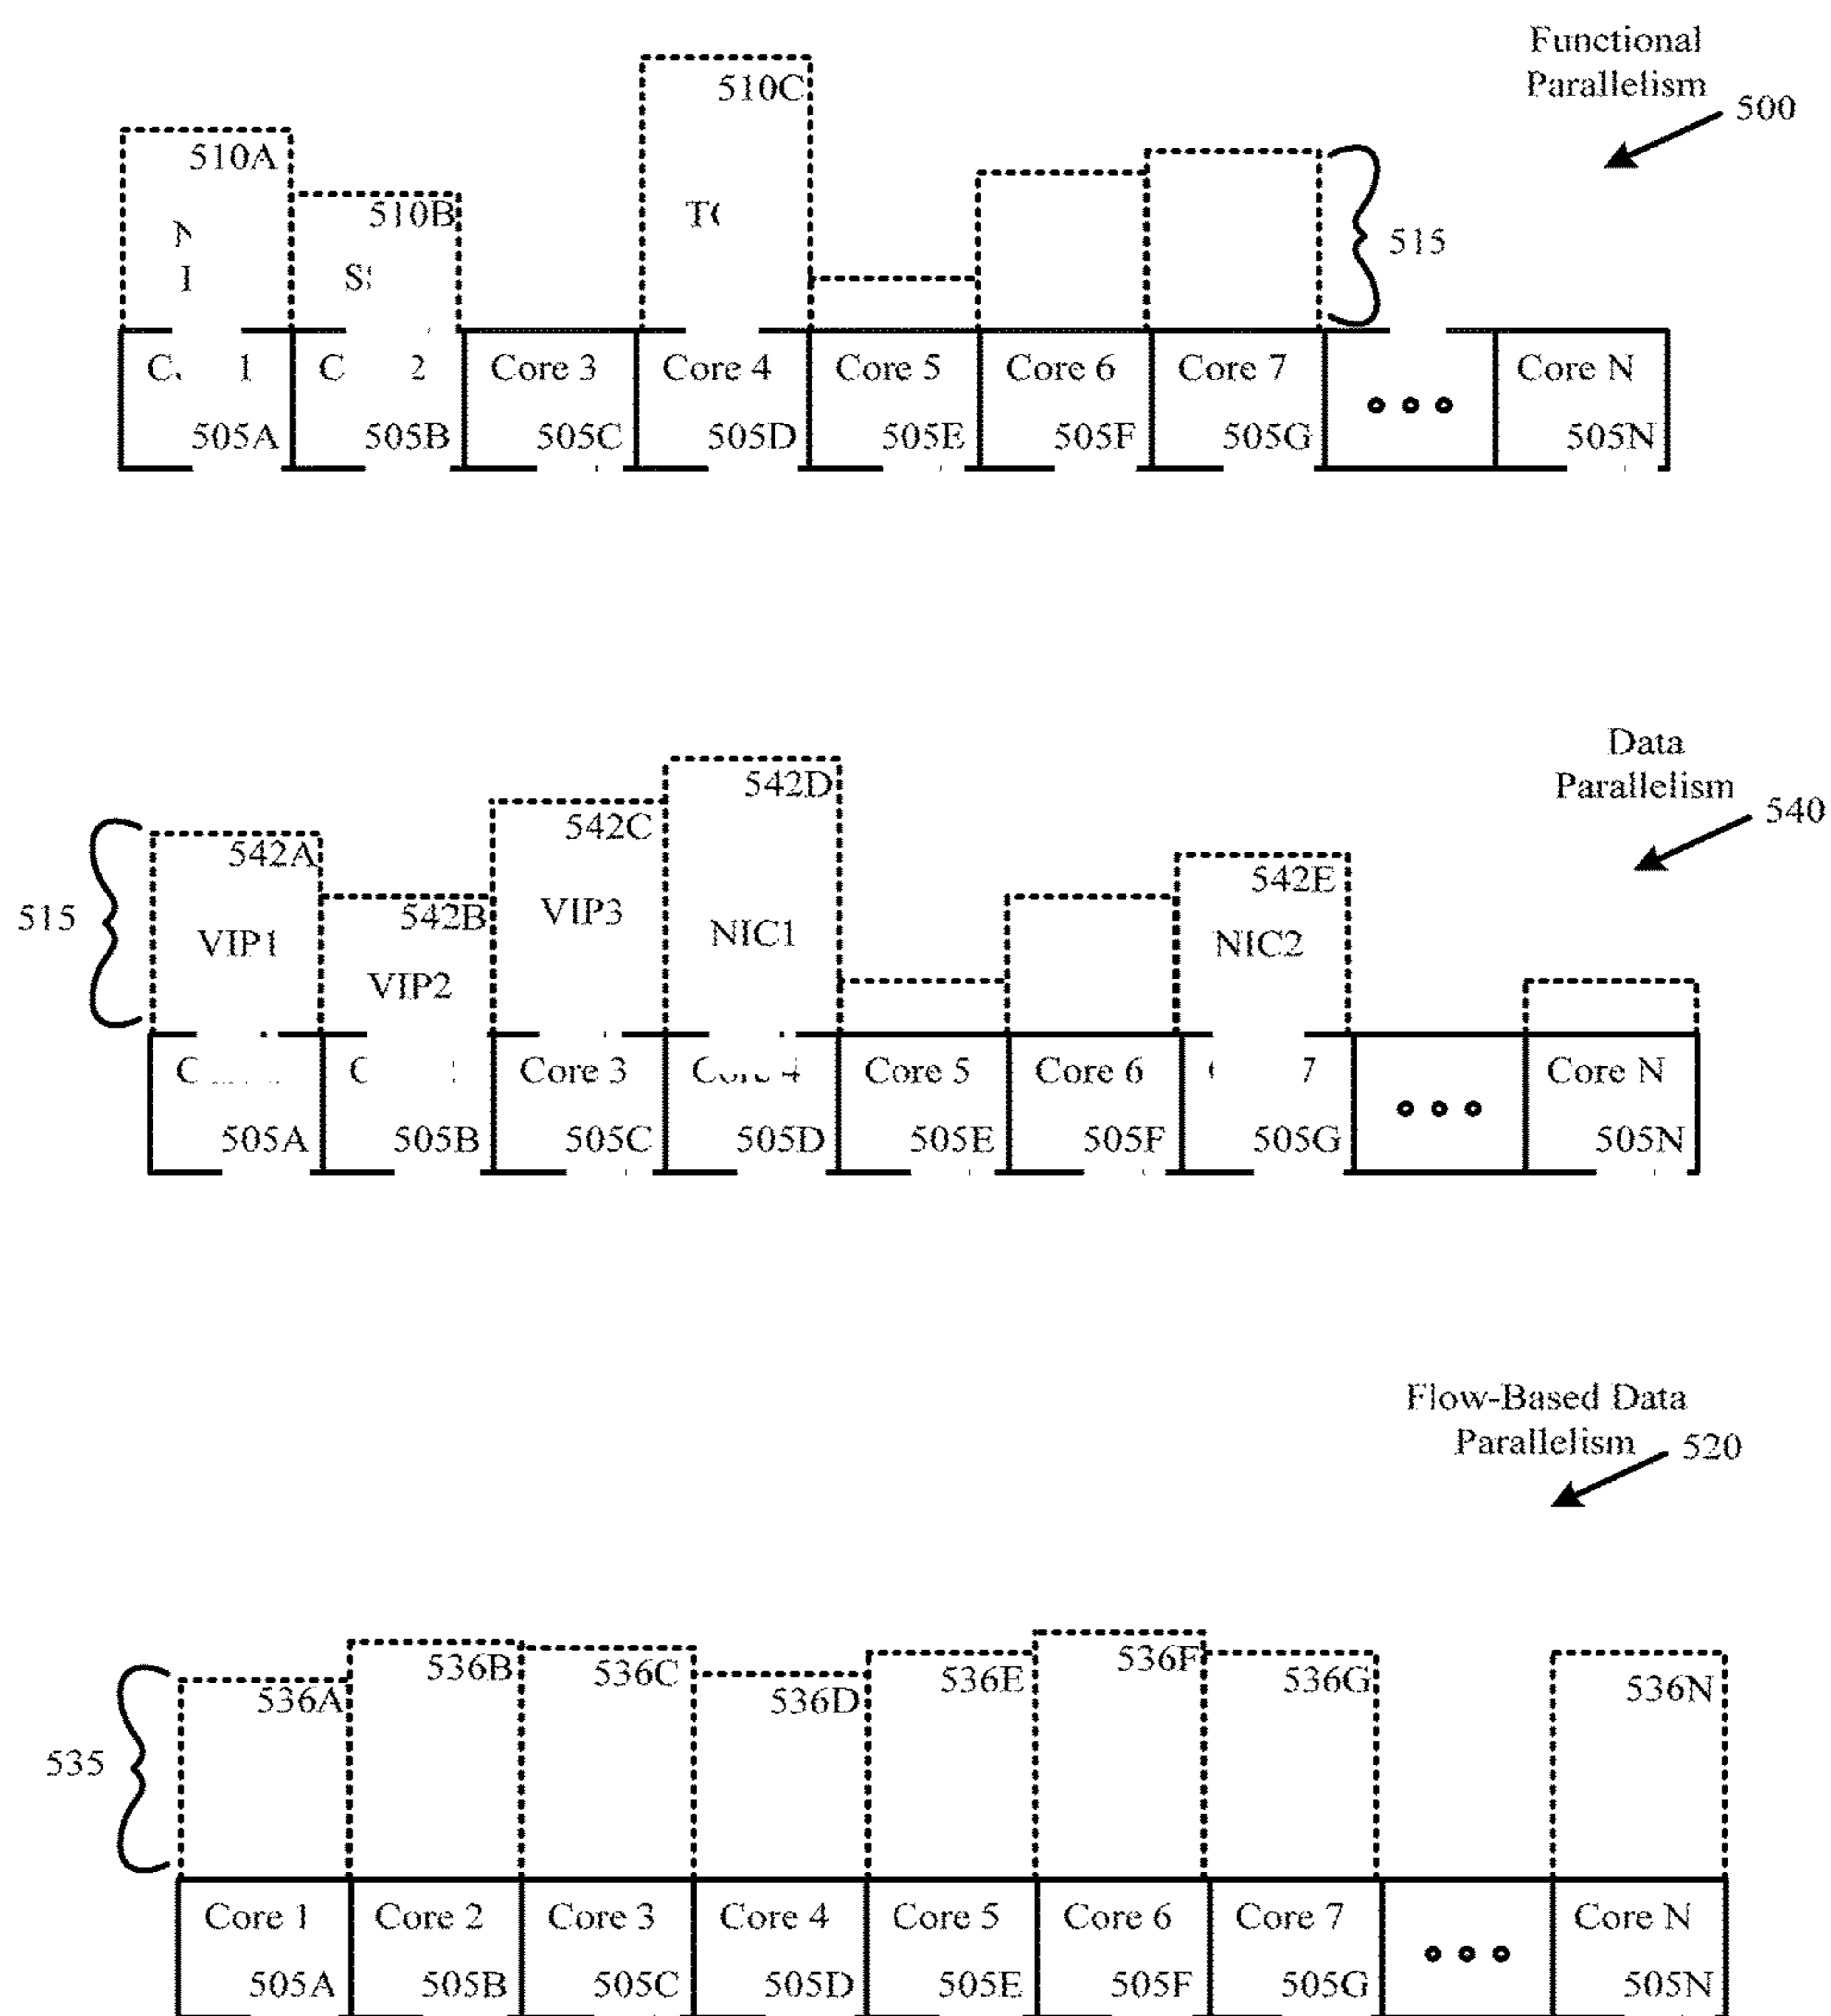 Functional
Parallelism
500
510C
510A
510B
515
1
2
Core 3
Core 4
Core 5
Core 6
Core 7
Core N
505A
505B
505C
505D
505E
505F
505G
505N
Data
Parallelism
540
542D
542C
542A
542E
542B
515
VIP3
NIC1
VIP1
NIC2
VIP2
Core 3
Core 5
Core 6
7
Core N
505A
505B
505C
505D
505E
505F
505G
505N
Flow-Based Data
Parallelism
520
536A
536B
536C
536D
536E
536F
536G
536N
535
Core 1
Core 2
Core 3
Core 4
Core 5
Core 6
Core 7
Core N
505A
505B
505C
505D
505E
505F
505G
505N